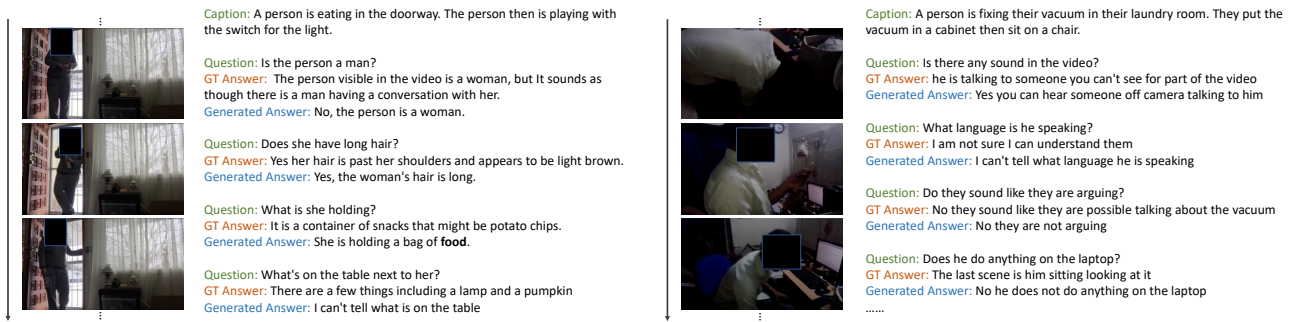 Caption: A person is eating in the doorway. The person then is playing with
the switch for the light.
Question: Is the person a man?
GT Answer: The person visible in the video is a woman, but It sounds as
though there is a man having a conversation with her.
Generated Answer: No, the person is a woman.
Question: Does she have long hair?
GT Answer: Yes her hair is past her shoulders and appears to be light brown.
Generated Answer: Yes, the woman's hair is long.
Question: What is she holding?
GT Answer: It is a container of snacks that might be potato chips.
Generated Answer: She is holding a bag of food.
Question: What's on the table next to her?
GT Answer: There are a few things including a lamp and a pumpkin
Generated Answer: I can't tell what is on the table
Caption: A person is fixing their vacuum in their laundry room. They put the
vacuum in a cabinet then sit on a chair.
Question: Is there any sound in the video?
GT Answer: he is talking to someone you can't see for part of the video
Generated Answer: Yes you can hear someone off camera talking to him
Question: What language is he speaking?
GT Answer: I am not sure I can understand them
Generated Answer: I can't tell what language he is speaking
Question: Do they sound like they are arguing?
GT Answer: No they sound like they are possible talking about the vacuum
Generated Answer: No they are not arguing
Question: Does he do anything on the laptop?
GT Answer: The last scene is him sitting looking at it
Generated Answer: No he does not do anything on the laptop
......